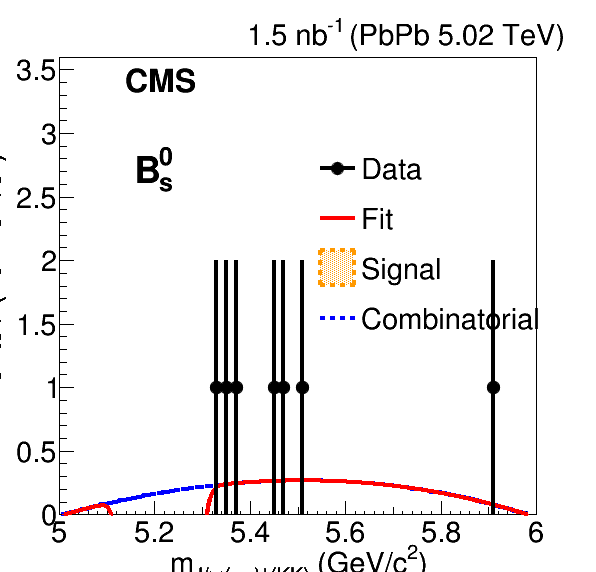 1.5 nb⁻¹ (PbPb 5.02 TeV)
3.5
CMS
3
B⁰ₛ
Data
2.5
Fit
2
Signal
1.5
Combinatorial
1
0.5
0
5 5.2 5.4 5.6 5.8 6
(GeV/c²)